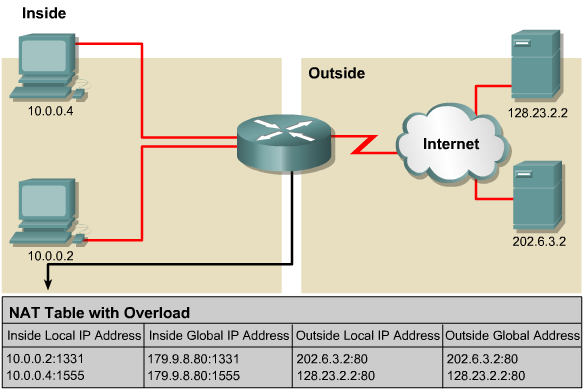 Inside
Outside
10.0.0.4
128.23.2.2
Internet
10.0.0.2
202.6.3.2
NAT Table with Overload
Inside Local IP Address Inside Global IP Address Outside Local IP Address Outside Global Address
10.0.0.2:1331 179.9.8.80:1331 202.6.3.2:80 202.6.3.2:80
10.0.0.4:1555 179.9.8.80:1555 128.23.2.2:80 128.23.2.2:80